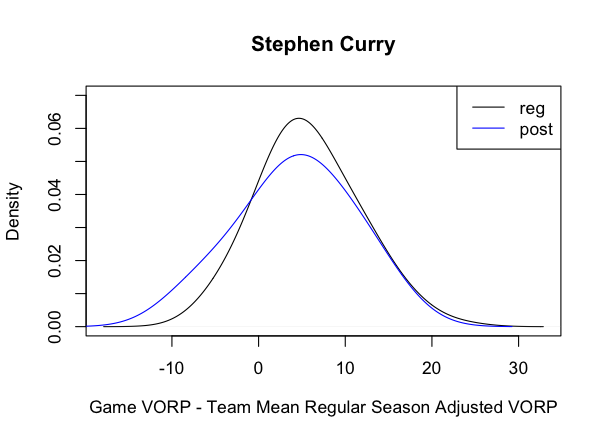 Stephen Curry
reg
post
Density
0.00
0.02
0.04
0.06
-10
0
10
20
30
Game VORP - Team Mean Regular Season Adjusted VORP